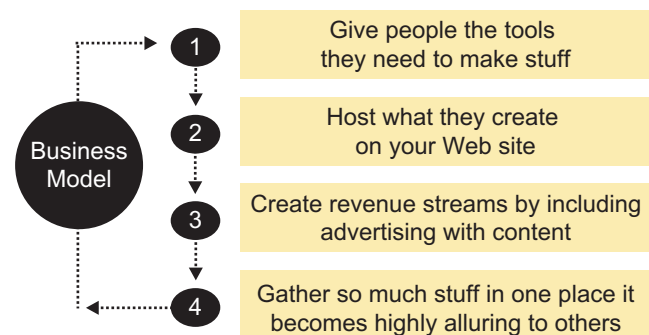 Business
Model
1
Give people the tools
they need to make stuff
2
Host what they create
on your Web site
3
Create revenue streams by including
advertising with content
4
Gather so much stuff in one place it
becomes highly alluring to others